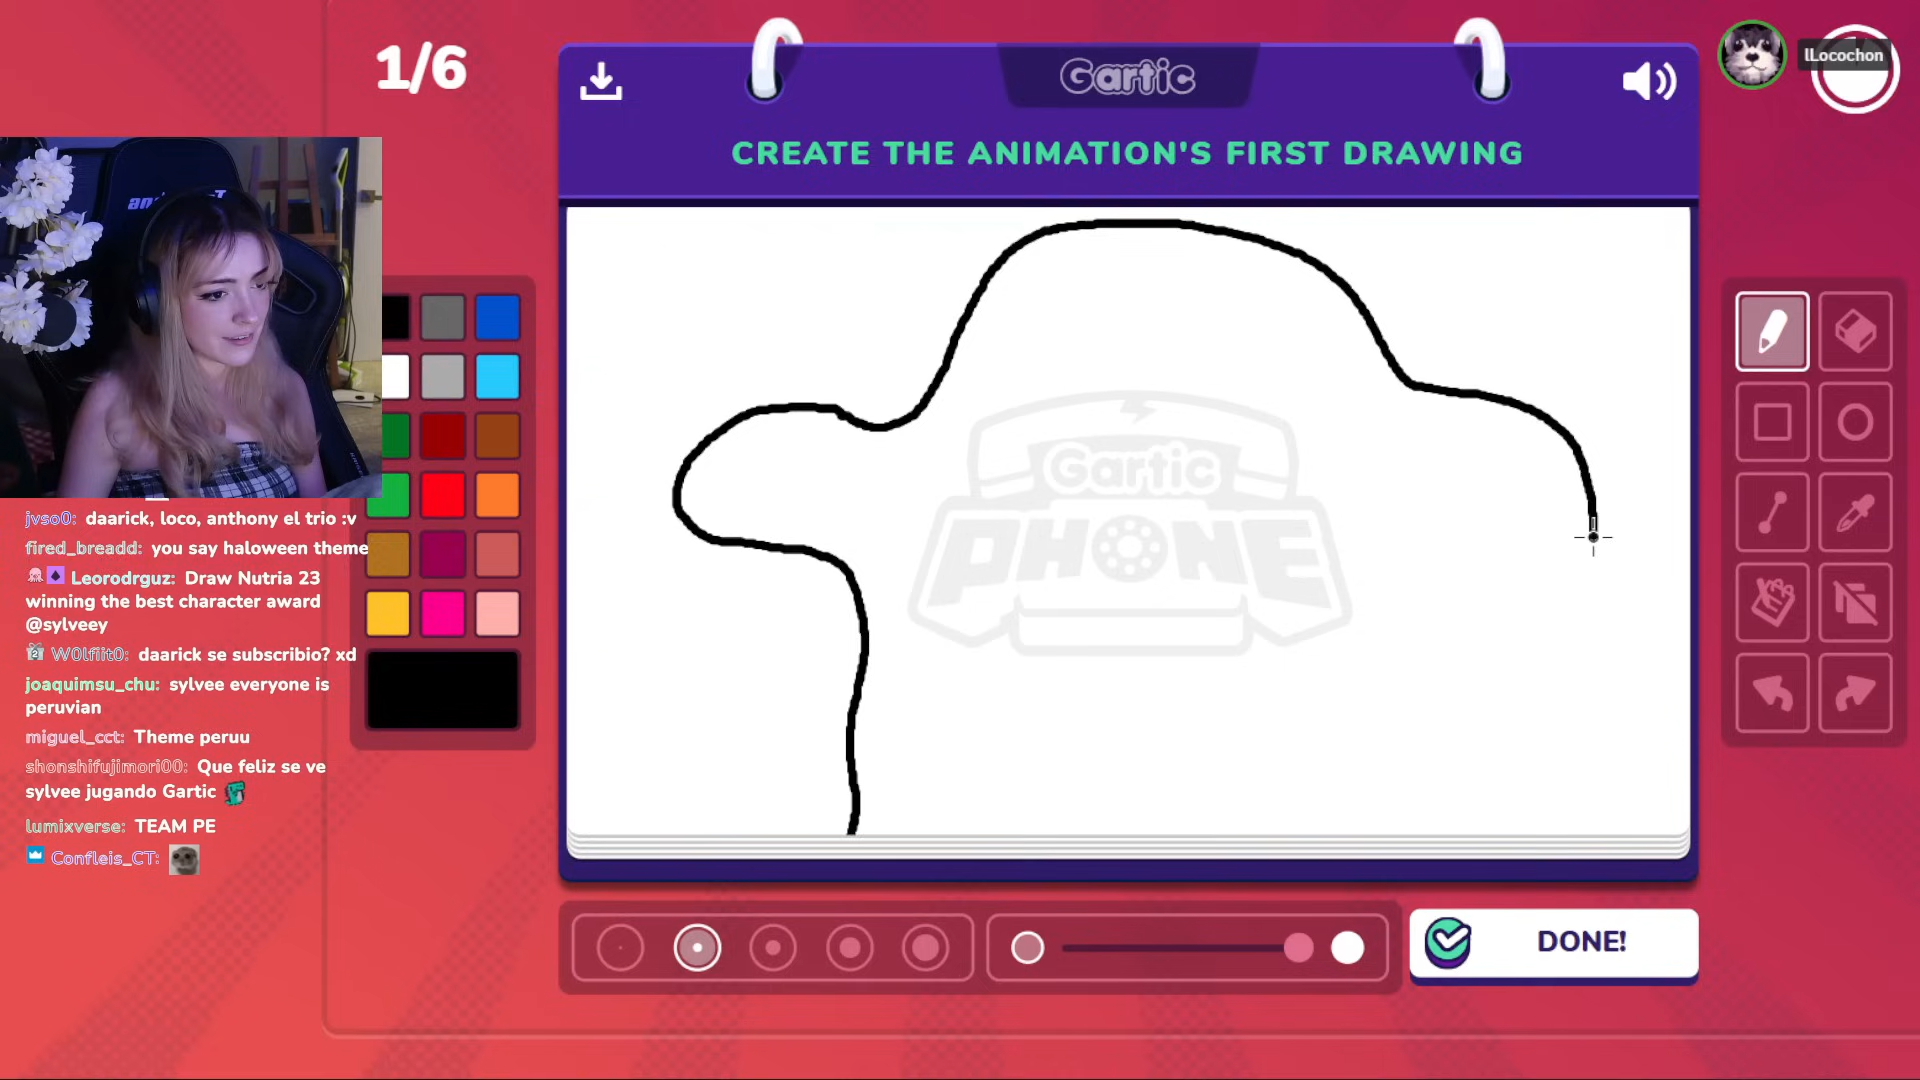 1/6
Gartic
lLocochon
CREATE THE ANIMATION'S FIRST DRAWING
Gartic
PHONE
jvso0: daarick, loco, anthony el trio :v
fired_breadd: you say haloween theme
Leorodrguz: Draw Nutria 23
winning the best character award
@sylveey
W0lfiit0: daarick se subscribio? xd
joaquimsu_chu: sylvee everyone is
peruvian
miguel_cct: Theme peruu
shonshifujimori00: Que feliz se ve
sylvee jugando Gartic
lumixverse: TEAM PE
Confleis_CT:
DONE!